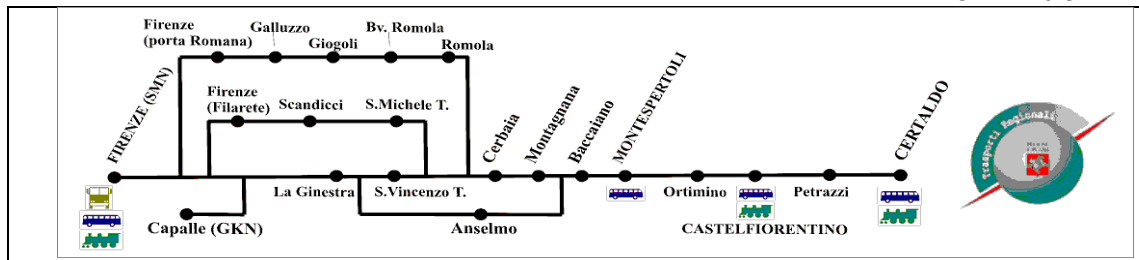 Firenze
(porta Romana)
Galluzzo
Giogoli
Bv. Romola
Romola
FIRENZE (SMN)
Firenze
(Filarete)
Scandicci
S.Michele T.
Cerbaia
Montagnana
Baccaiano
MONTESPERTOLI
CERTALDO
La Ginestra
S.Vincenzo T.
Ortimino
Petrazzi
Capalle (GKN)
Anselmo
CASTELFIORENTINO
Trasporti Regionali